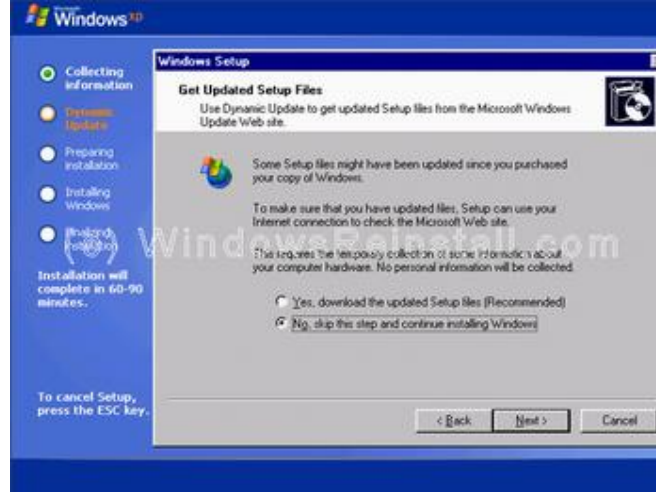 Microsoft
Windows xp
Collecting
information
Dynamic
Update
Preparing
installation
Installing
Windows
Finalizing
installation
Installation will
complete in 60-90
minutes.
To cancel Setup,
press the ESC key.
Windows Setup
Get Updated Setup Files
Use Dynamic Update to get updated Setup files from the Microsoft Windows
Update Web site.
Some Setup files might have been updated since you purchased
your copy of Windows.
To make sure that you have updated files, Setup can use your
Internet connection to check the Microsoft Web site.
This requires the temporary collection of some information about
your computer hardware. No personal information will be collected.
Yes, download the updated Setup files (Recommended)
No, skip this step and continue installing Windows
< Back
Next >
Cancel
(c) WindowsReinstall.com